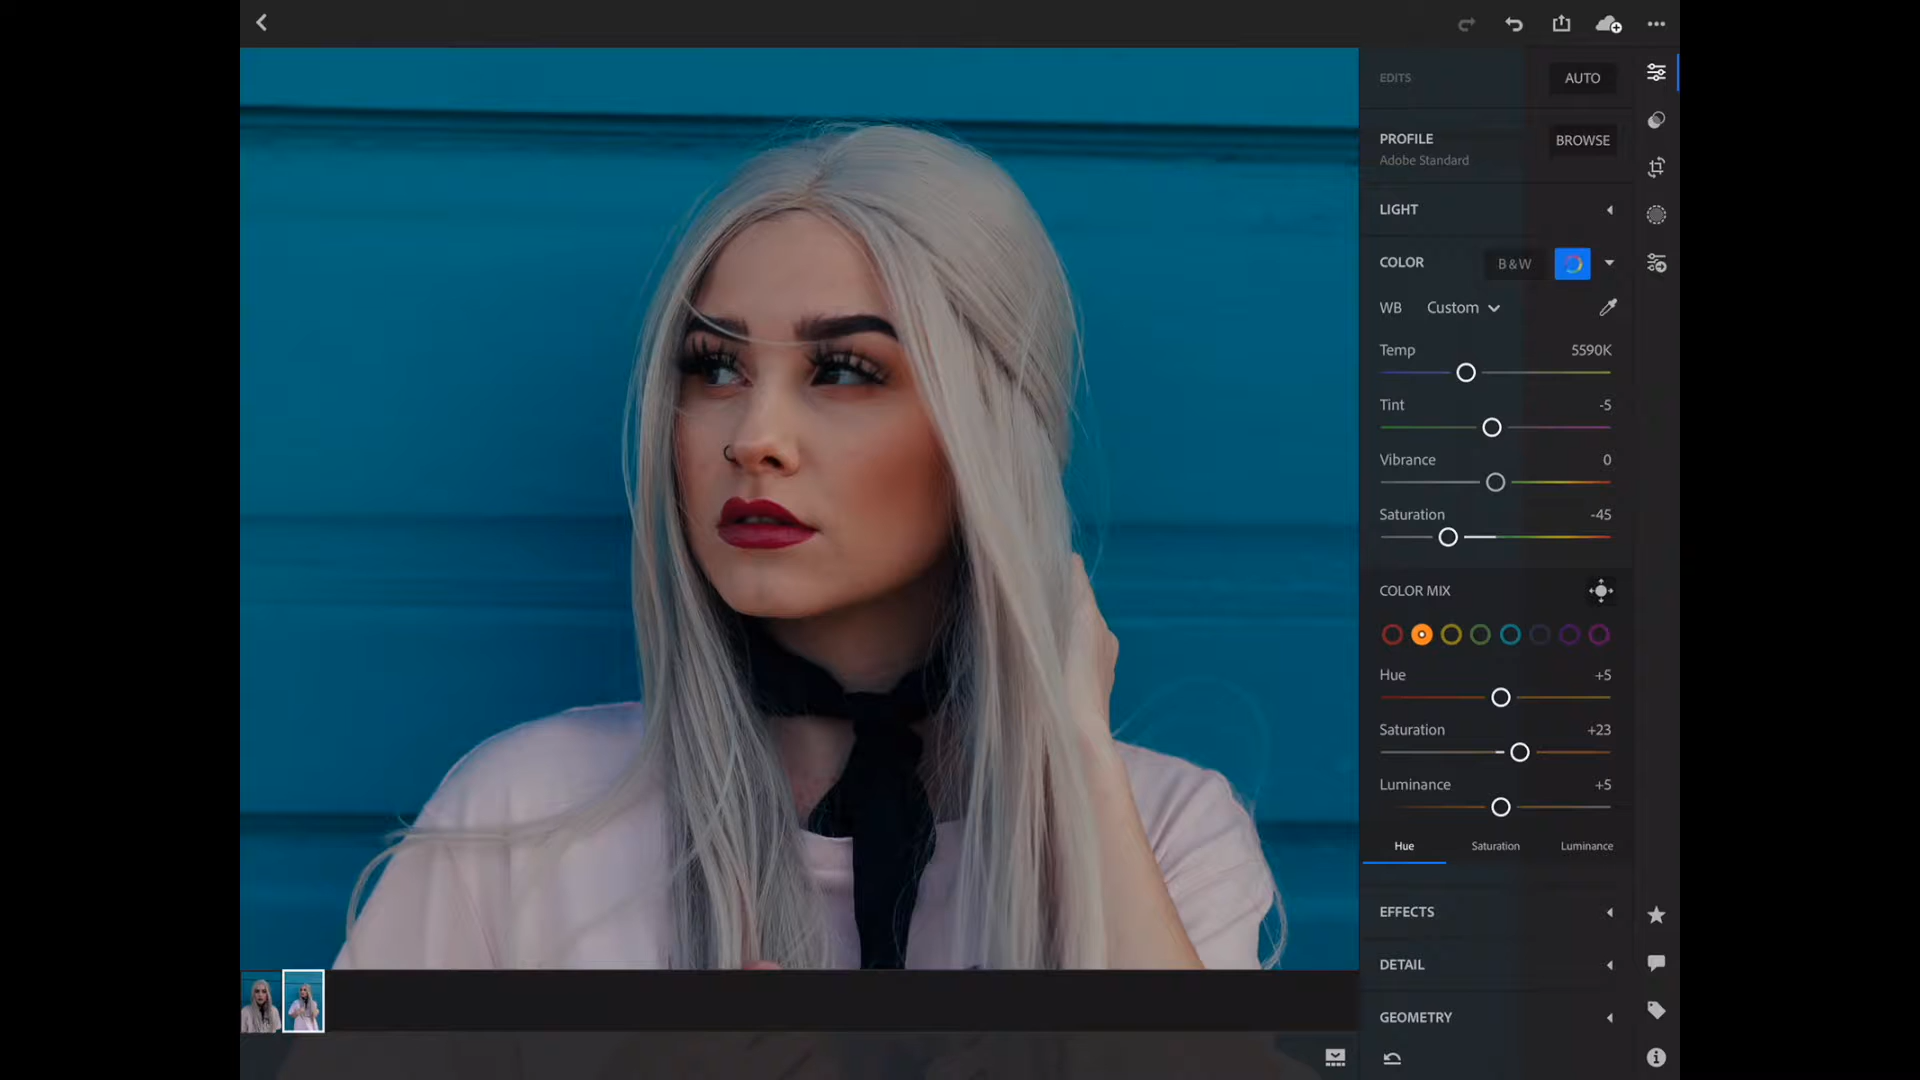 EDITS AUTO
PROFILE BROWSE
Adobe Standard
LIGHT
COLOR B&W
WB Custom
Temp 5590K
Tint -5
Vibrance 0
Saturation -45
COLOR MIX
Hue +5
Saturation +23
Luminance +5
Hue Saturation Luminance
EFFECTS
DETAIL
GEOMETRY